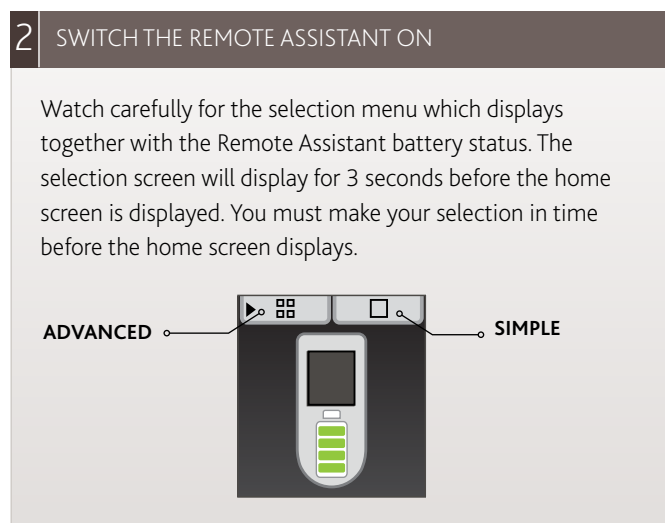 2 SWITCH THE REMOTE ASSISTANT ON
Watch carefully for the selection menu which displays
together with the Remote Assistant battery status. The
selection screen will display for 3 seconds before the home
screen is displayed. You must make your selection in time
before the home screen displays.
ADVANCED SIMPLE